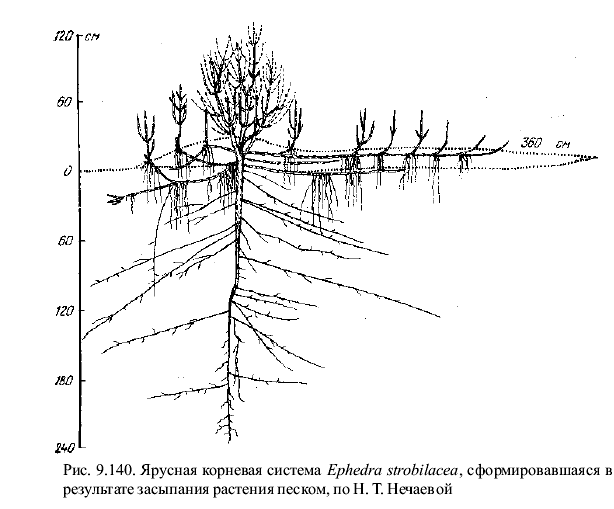 120 см
60
360 см
0
60
120
180
240
Рис. 9.140. Ярусная корневая система Ephedra strobilacea, сформировавшаяся в
результате засыпания растения песком, по Н. Т. Нечаевой